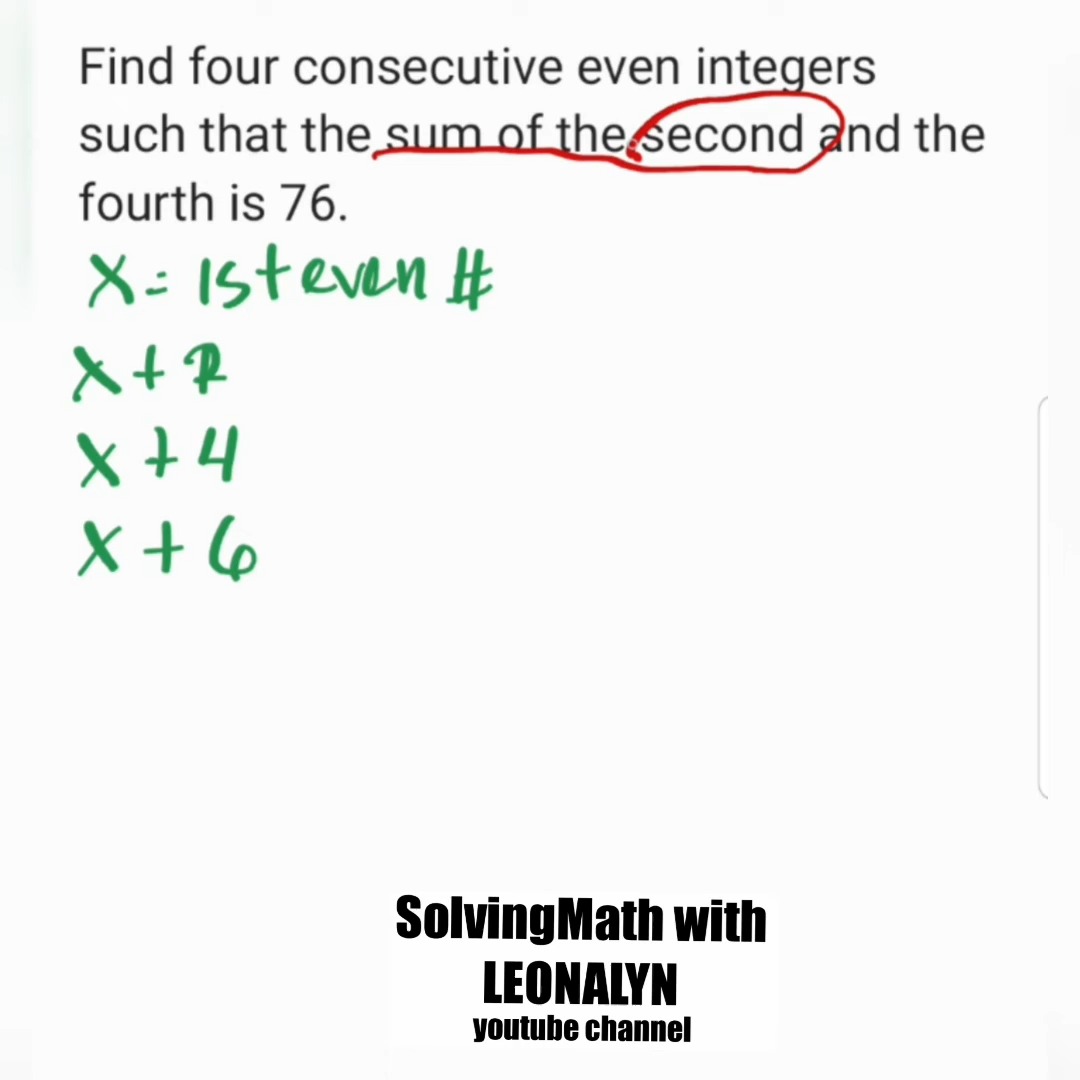 Find four consecutive even integers
such that the sum of the second and the
fourth is 76.
X = 1st even #
x + 2
x + 4
x + 6
SolvingMath with
LEONALYN
youtube channel